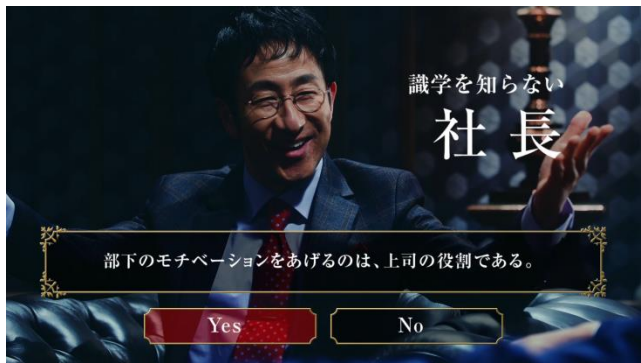 識学を知らない
社長
部下のモチベーションをあげるのは、上司の役割である。
Yes
No